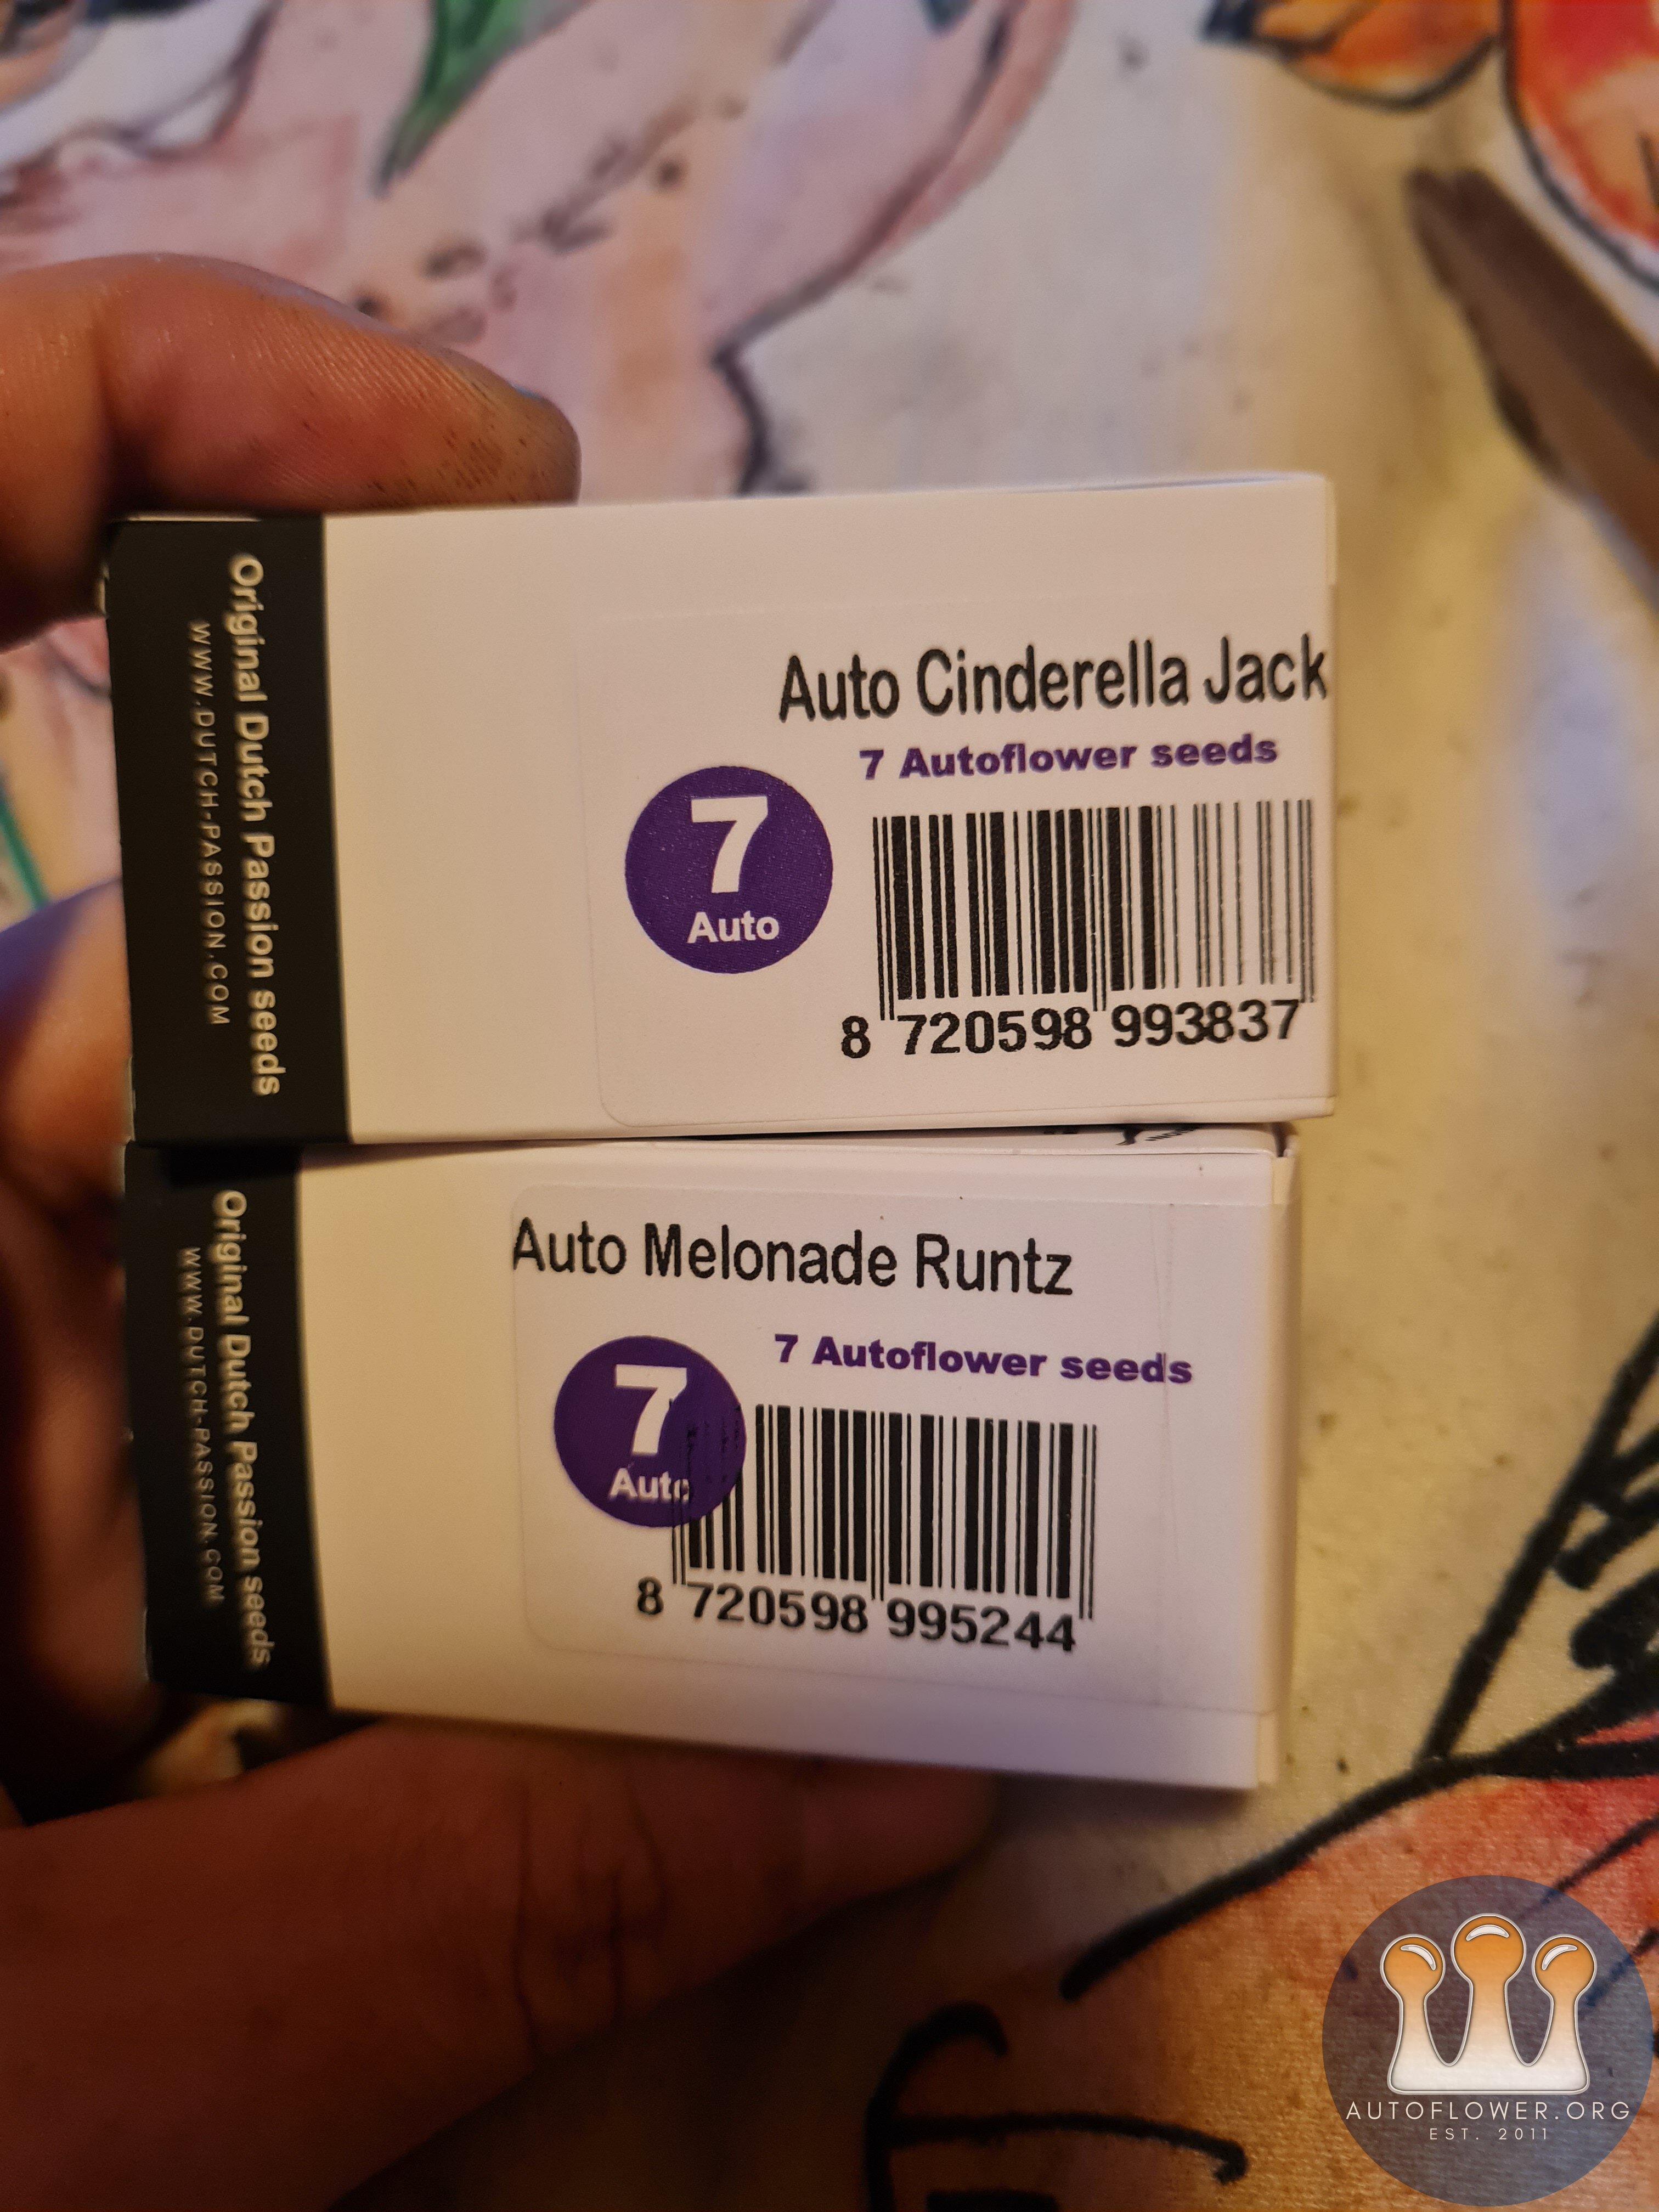 Original Dutch Passion seeds
WWW.DUTCH-PASSION.COM
Auto Cinderella Jack
7 Autoflower seeds
7
Auto
8 720598 993837
Original Dutch Passion seeds
WWW.DUTCH-PASSION.COM
Auto Melonade Runtz
7 Autoflower seeds
7
Auto
8 720598 995244
AUTOFLOWER.ORG
EST. 2011